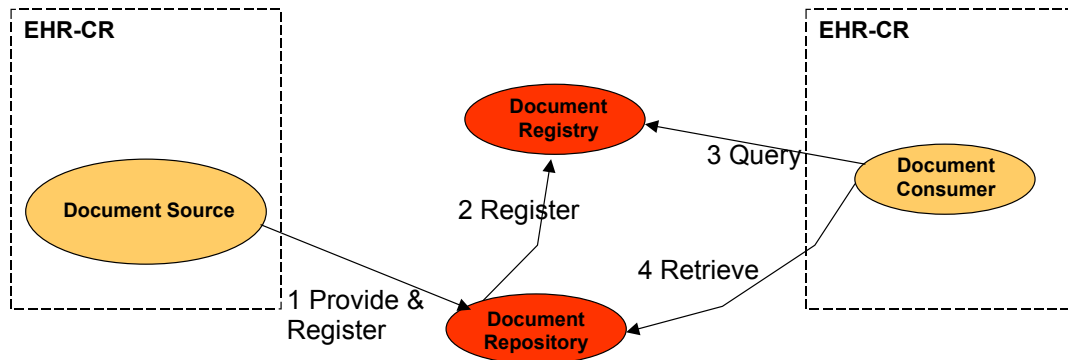 EHR-CR
EHR-CR
Document
Registry
3 Query
Document
Consumer
Document Source
2 Register
4 Retrieve
1 Provide &
Register
Document
Repository